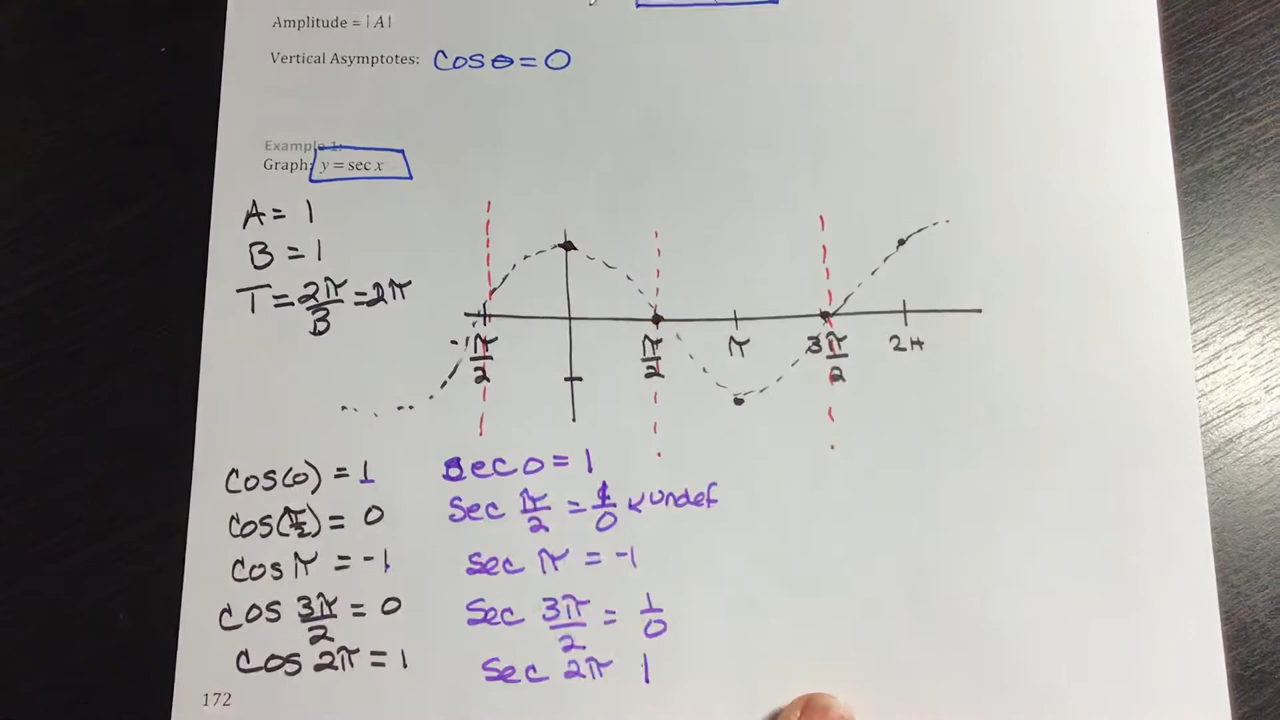 Amplitude = |A|
Vertical Asymptotes: cos θ = 0
Example 1:
Graph: y = sec x
A = 1
B = 1
T = 2π/B = 2π
-π/2 π/2 π 3π/2 2π
cos(0) = 1 sec 0 = 1
cos(π/2) = 0 sec π/2 = 1/0 < undef
cos π = -1 sec π = -1
cos 3π/2 = 0 sec 3π/2 = 1/0
cos 2π = 1 sec 2π 1
172